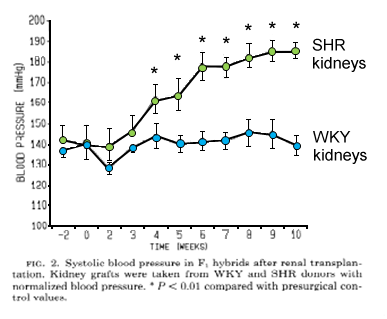 200
190
180
170
160
150
140
130
120
110
100
BLOOD PRESSURE (mmHg)
* * * * * * *
SHR
kidneys
WKY
kidneys
-2 0 2 3 4 5 6 7 8 9 10
TIME (WEEKS)
FIG. 2. Systolic blood pressure in F₁ hybrids after renal transplan-
tation. Kidney grafts were taken from WKY and SHR donors with
normalized blood pressure. * P < 0.01 compared with presurgical con-
trol values.